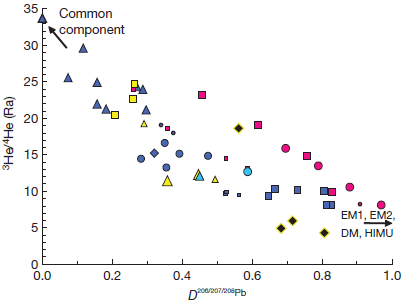 35
30
25
20
15
10
5
0
³He/⁴He (Ra)
Common
component
EM1, EM2,
DM, HIMU
0.0 0.2 0.4 0.6 0.8 1.0
D²⁰⁶/²⁰⁷/²⁰⁸Pb